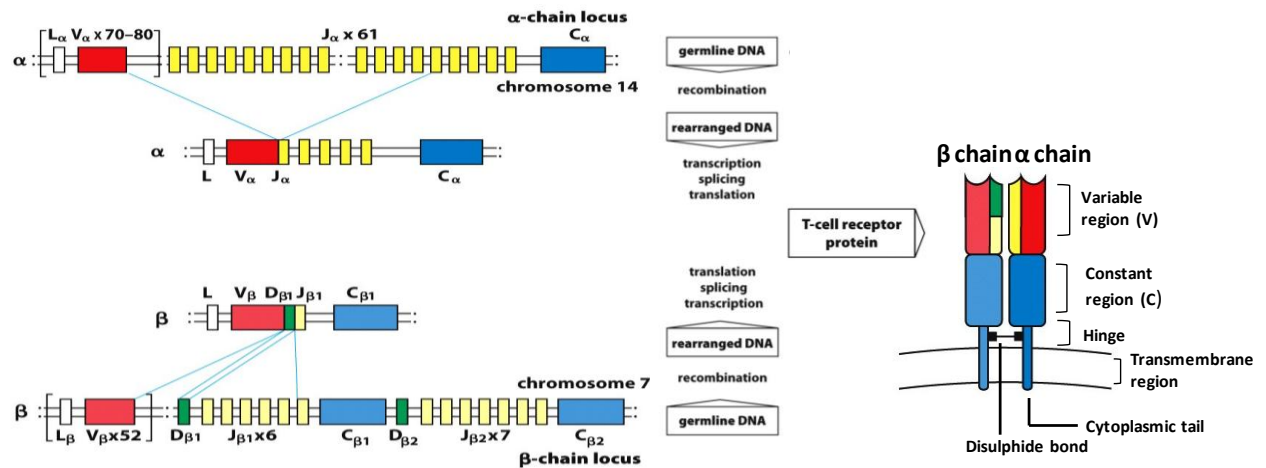 α-chain locus
Lα Vα x 70–80
Jα x 61
Cα
α
chromosome 14
α
L
Vα
Jα
Cα
germline DNA
recombination
rearranged DNA
transcription
splicing
translation
T-cell receptor
protein
translation
splicing
transcription
rearranged DNA
recombination
germline DNA
L
Vβ
Dβ1
Jβ1
Cβ1
β
chromosome 7
β
Lβ
Vβx52
Dβ1
Jβ1x6
Cβ1
Dβ2
Jβ2x7
Cβ2
β-chain locus
β chain α chain
Variable
region (V)
Constant
region (C)
Hinge
Transmembrane
region
Cytoplasmic tail
Disulphide bond